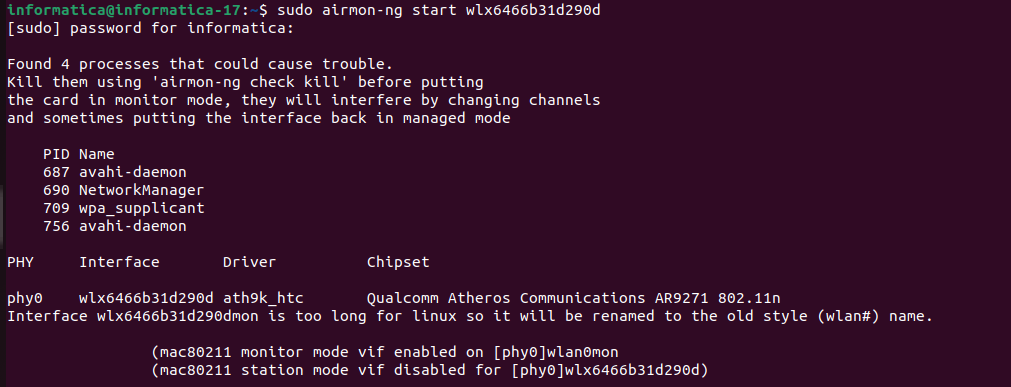 informatica@informatica-17:~$ sudo airmon-ng start wlx6466b31d290d
[sudo] password for informatica:
Found 4 processes that could cause trouble.
Kill them using 'airmon-ng check kill' before putting
the card in monitor mode, they will interfere by changing channels
and sometimes putting the interface back in managed mode
PID Name
687 avahi-daemon
690 NetworkManager
709 wpa_supplicant
756 avahi-daemon
PHY Interface Driver Chipset
phy0 wlx6466b31d290d ath9k_htc Qualcomm Atheros Communications AR9271 802.11n
Interface wlx6466b31d290dmon is too long for linux so it will be renamed to the old style (wlan#) name.
(mac80211 monitor mode vif enabled on [phy0]wlan0mon
(mac80211 station mode vif disabled for [phy0]wlx6466b31d290d)